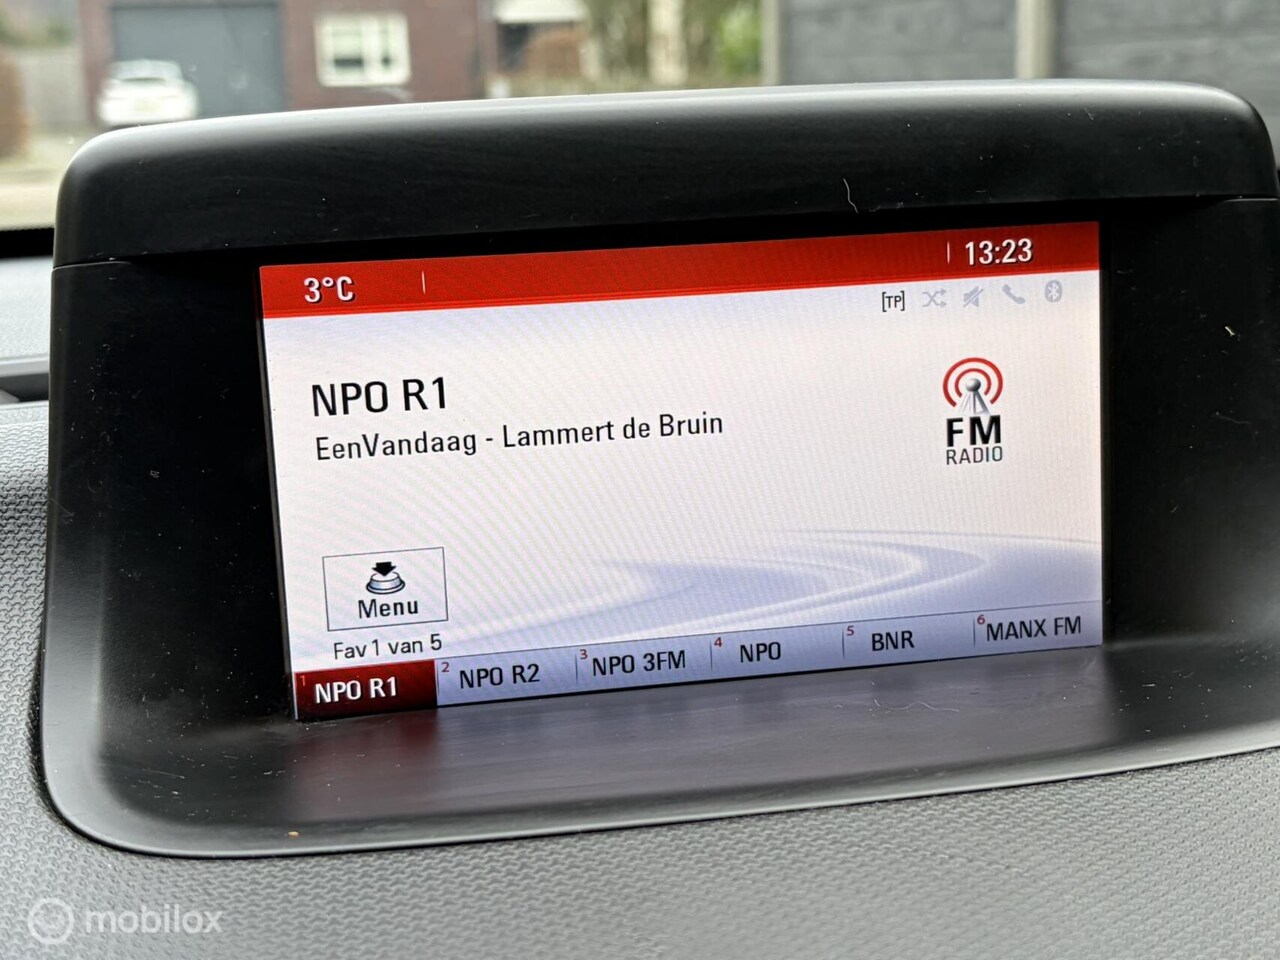 3°C
13:23
[TP]
NPO R1
EenVandaag - Lammert de Bruin
FM
RADIO
Menu
Fav 1 van 5
1 NPO R1
2 NPO R2
3 NPO 3FM
4 NPO
5 BNR
6 MANX FM
mobilox